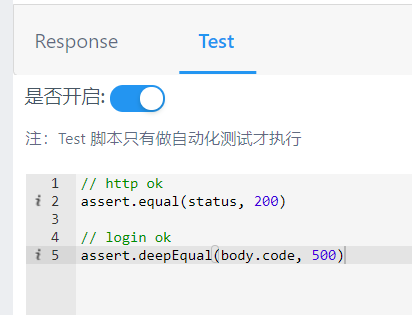 Response Test
是否开启:
注：Test 脚本只有做自动化测试才执行
1 // http ok
i 2 assert.equal(status, 200)
3
4 // login ok
i 5 assert.deepEqual(body.code, 500)